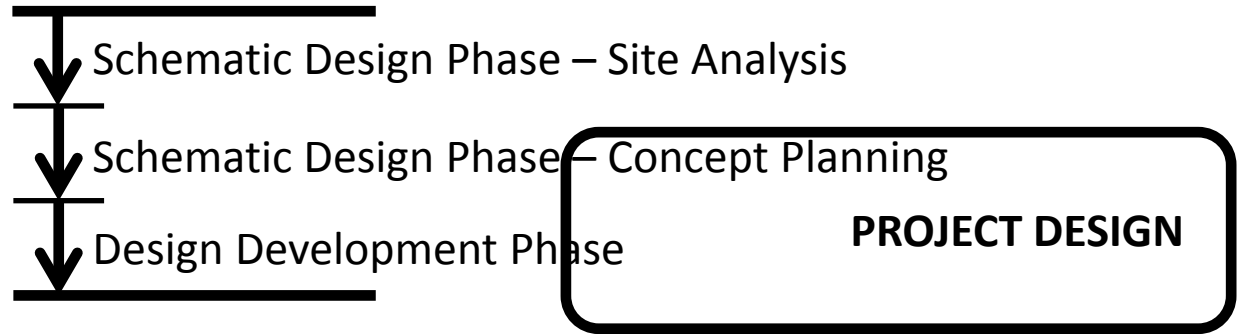 Schematic Design Phase – Site Analysis
Schematic Design Phase – Concept Planning
Design Development Phase
PROJECT DESIGN